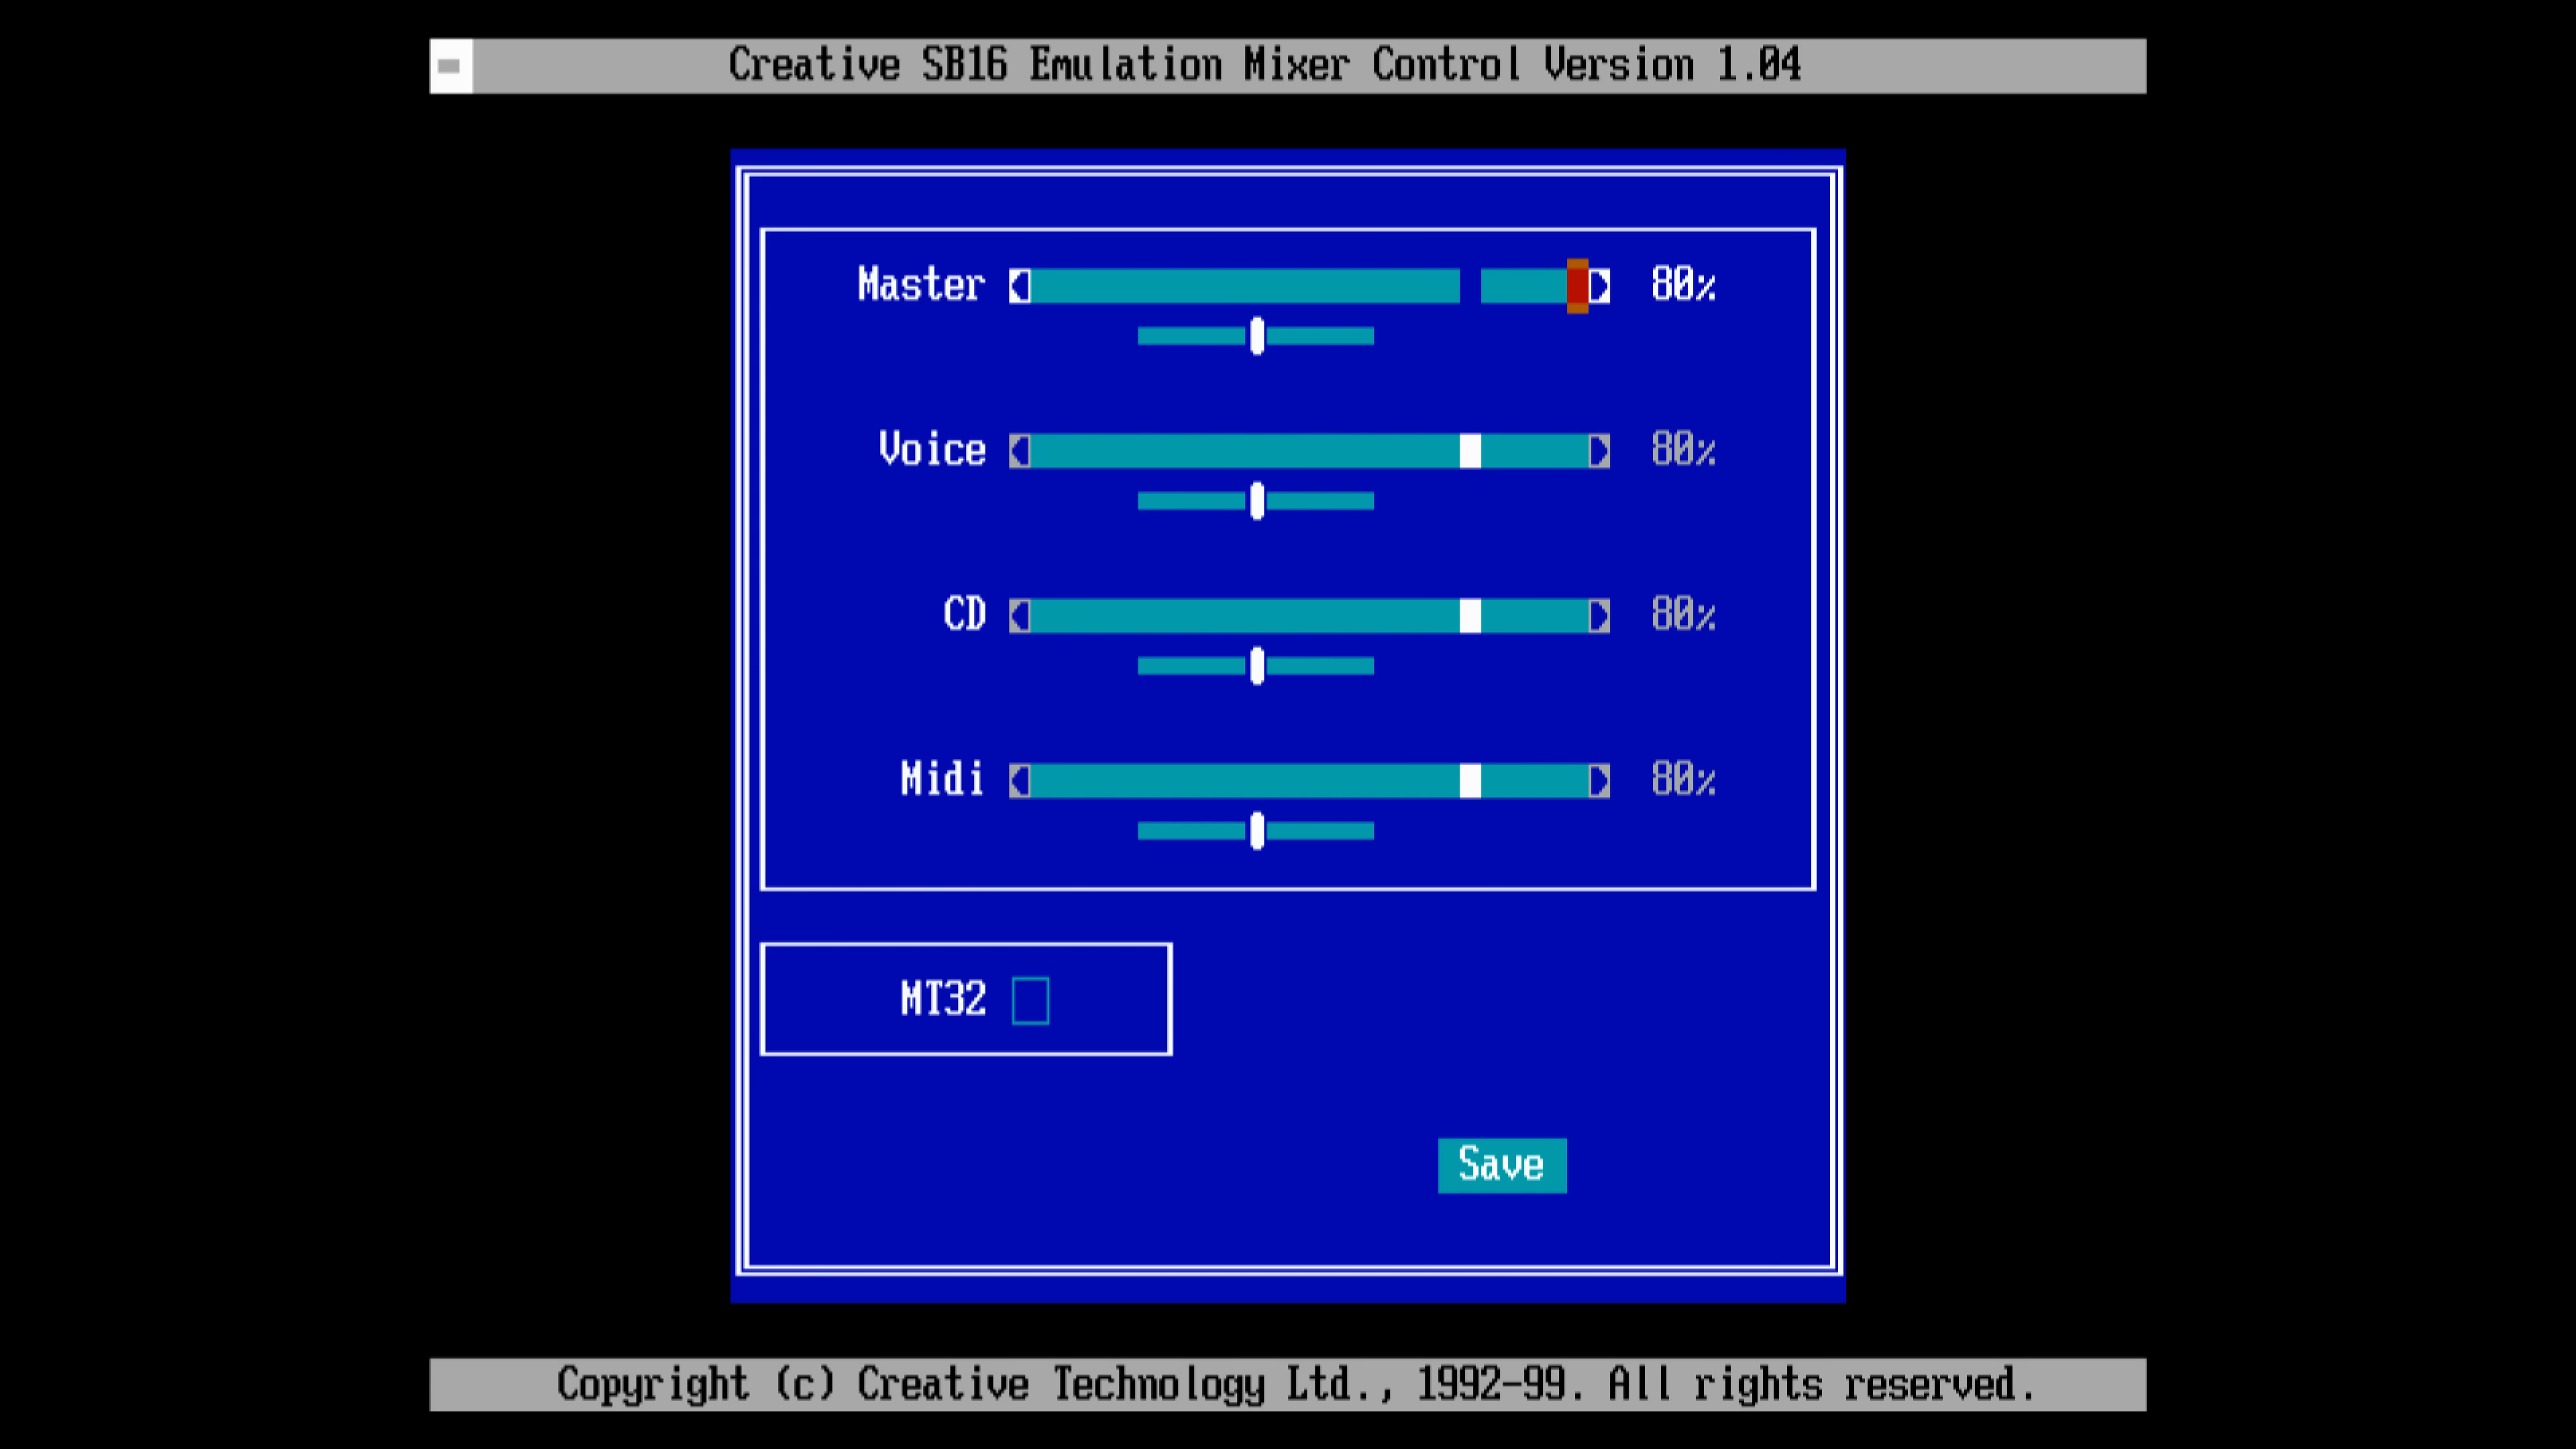 Creative SB16 Emulation Mixer Control Version 1.04
Master 80%
Voice 80%
CD 80%
Midi 80%
MT32
Save
Copyright (c) Creative Technology Ltd., 1992-99. All rights reserved.